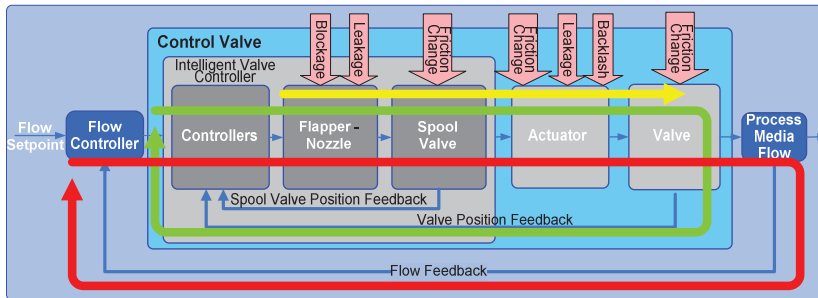 Control Valve
Intelligent Valve
Controller
Blockage
Leakage
Friction
Change
Friction
Change
Leakage
Backlash
Friction
Change
Flow
Setpoint
Flow
Controller
Controllers
Flapper-
Nozzle
Spool
Valve
Actuator
Valve
Process
Media
Flow
Spool Valve Position Feedback
Valve Position Feedback
Flow Feedback